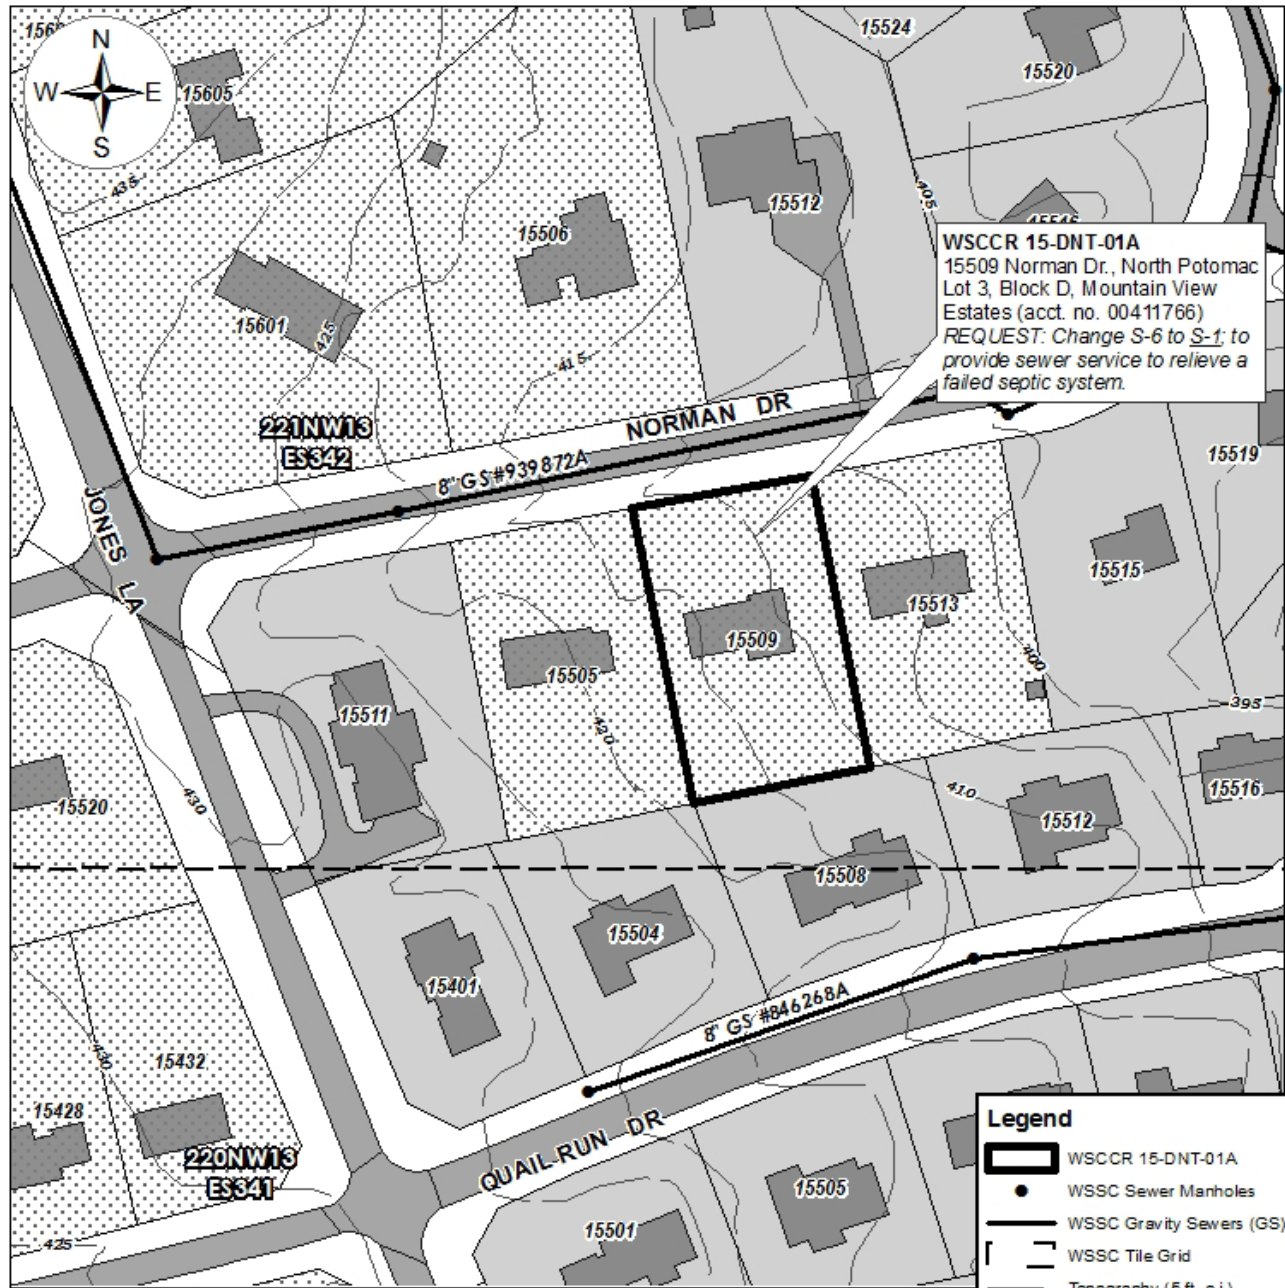 N
W E
S
15605
15524
15520
435
405
15512
15506
15546
WSCCR 15-DNT-01A
15509 Norman Dr., North Potomac
Lot 3, Block D, Mountain View
Estates (acct. no. 00411766)
REQUEST: Change S-6 to S-1; to
provide sewer service to relieve a
failed septic system.
15601
425
415
NORMAN DR
221NW13
ES342
8" GS #939872A
15519
JONES LA
15515
15513
15509
15505
15511
400
395
420
430
410
15520
15512
15516
15508
15504
15401
8" GS #846268A
430
15432
15428
QUAIL RUN DR
220NW13
ES341
15505
15501
425
Legend
WSCCR 15-DNT-01A
WSSC Sewer Manholes
WSSC Gravity Sewers (GS)
WSSC Tile Grid
Topography (5 ft. c.i.)